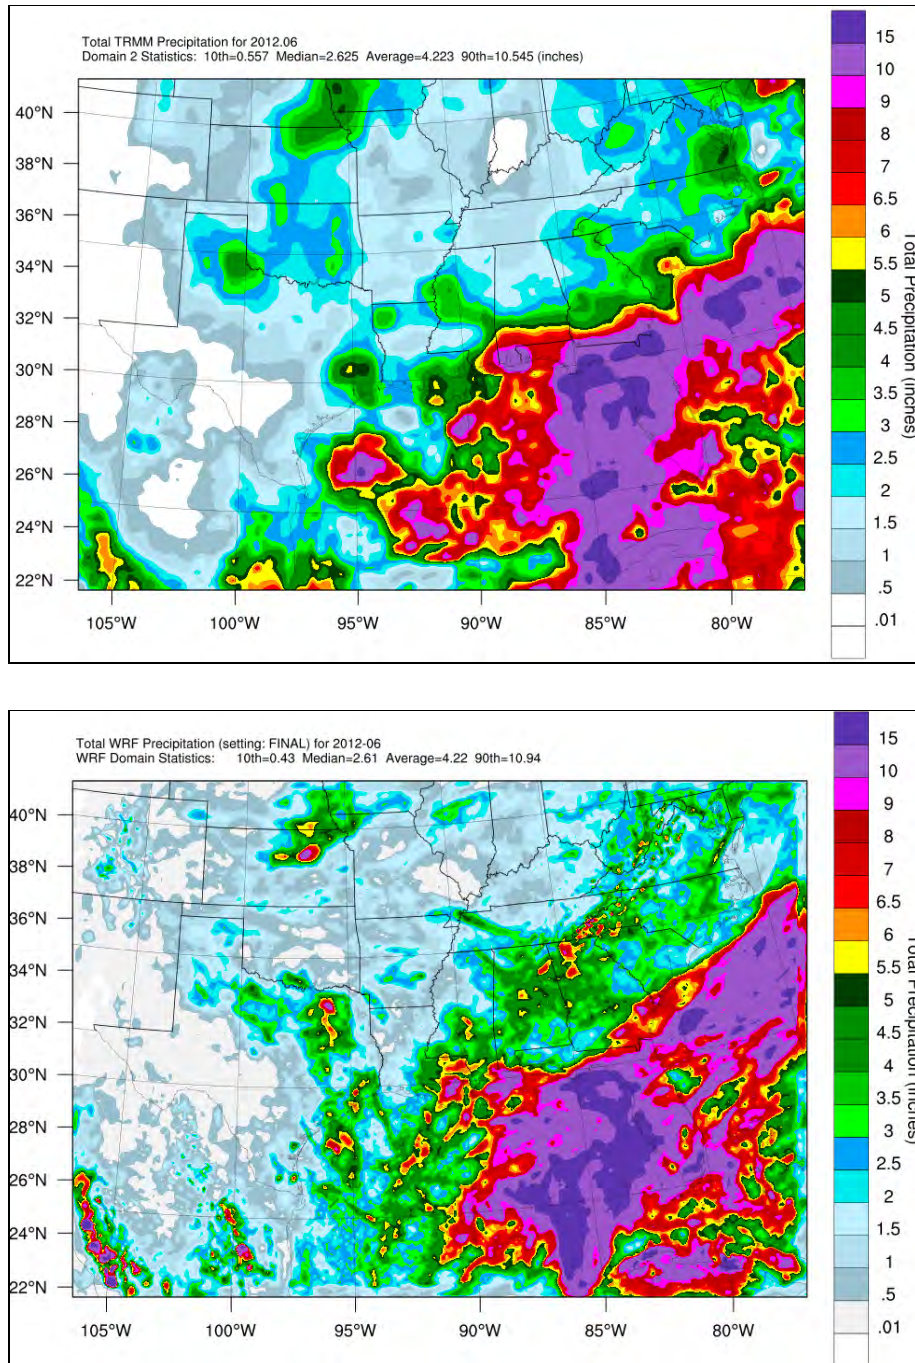 Total TRMM Precipitation for 2012.06
Domain 2 Statistics: 10th=0.557 Median=2.625 Average=4.223 90th=10.545 (inches)
40°N
38°N
36°N
34°N
32°N
30°N
28°N
26°N
24°N
22°N
105°W 100°W 95°W 90°W 85°W 80°W
15
10
9
8
7
6.5
6
5.5
5
4.5
4
3.5
3
2.5
2
1.5
1
.5
.01
Total Precipitation (inches)
Total WRF Precipitation (setting: FINAL) for 2012-06
WRF Domain Statistics: 10th=0.43 Median=2.61 Average=4.22 90th=10.94
40°N
38°N
36°N
34°N
32°N
30°N
28°N
26°N
24°N
22°N
105°W 100°W 95°W 90°W 85°W 80°W
15
10
9
8
7
6.5
6
5.5
5
4.5
4
3.5
3
2.5
2
1.5
1
.5
.01
Total Precipitation (inches)